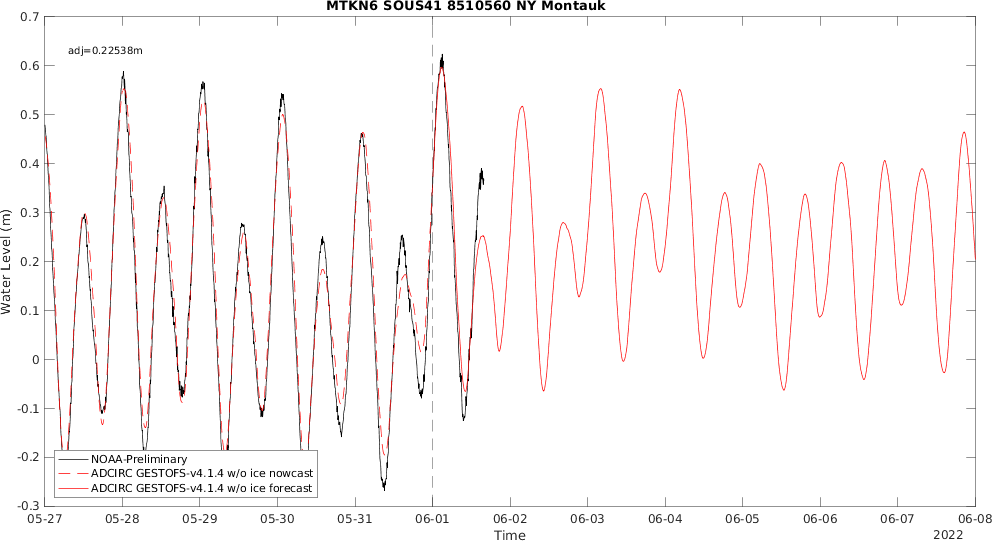 MTKN6 SOUS41 8510560 NY Montauk
0.7
adj=0.22538m
0.6
0.5
0.4
0.3
0.2
0.1
0
-0.1
-0.2
-0.3
Water Level (m)
NOAA-Preliminary
ADCIRC GESTOFS-v4.1.4 w/o ice nowcast
ADCIRC GESTOFS-v4.1.4 w/o ice forecast
05-27 05-28 05-29 05-30 05-31 06-01 06-02 06-03 06-04 06-05 06-06 06-07 06-08
Time
2022